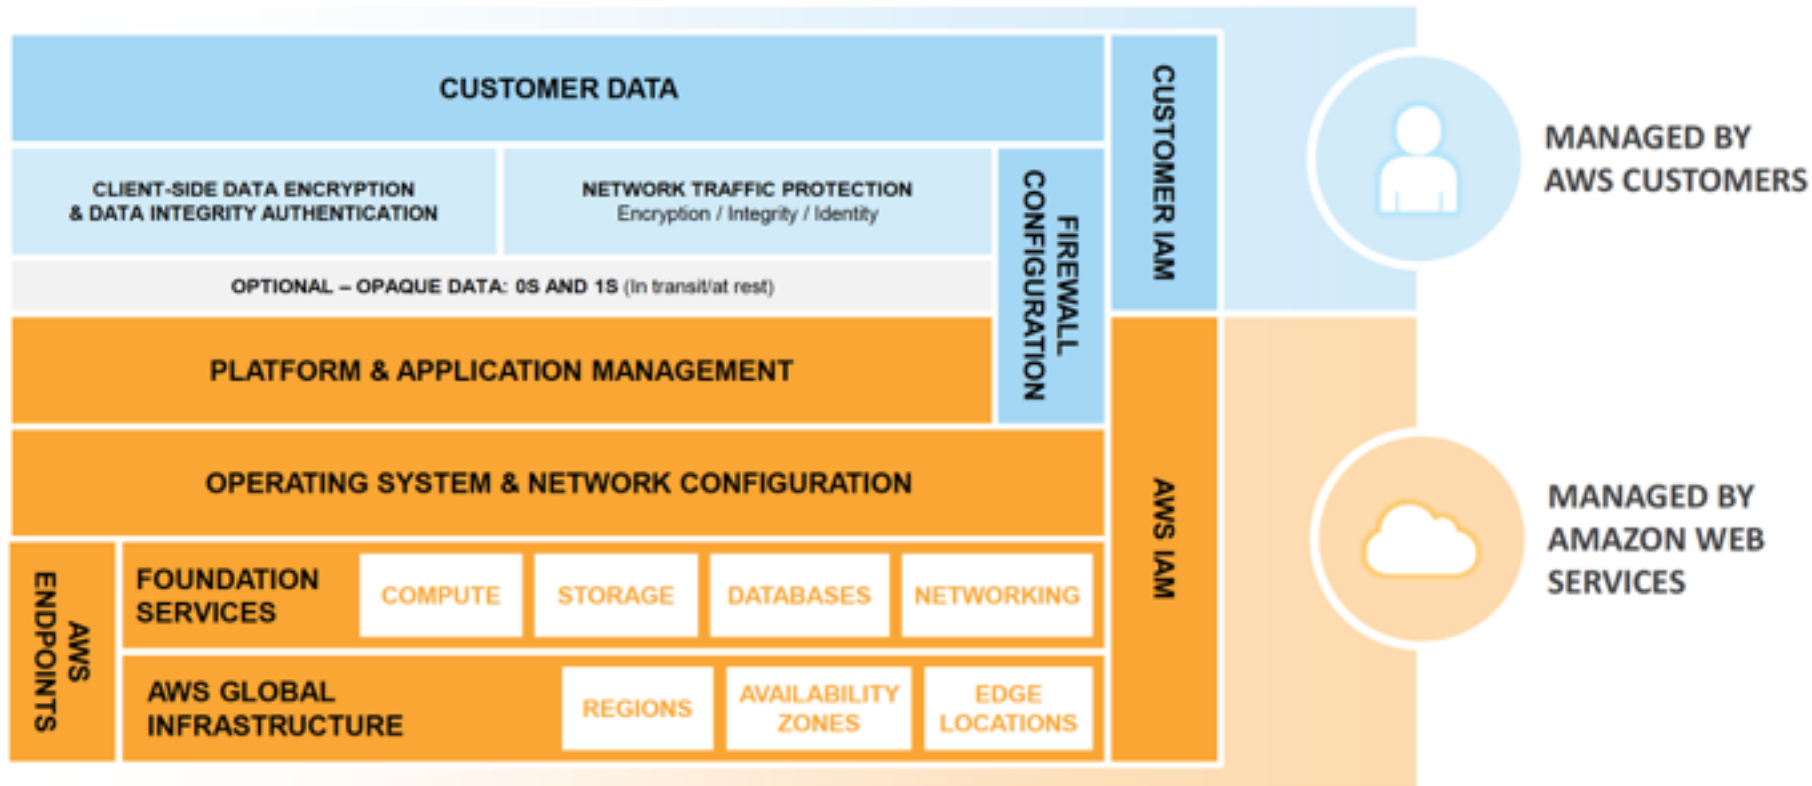 CUSTOMER DATA
CUSTOMER IAM
MANAGED BY
AWS CUSTOMERS
CLIENT-SIDE DATA ENCRYPTION
& DATA INTEGRITY AUTHENTICATION
NETWORK TRAFFIC PROTECTION
Encryption / Integrity / Identity
FIREWALL
CONFIGURATION
OPTIONAL – OPAQUE DATA: 0S AND 1S (In transit/at rest)
PLATFORM & APPLICATION MANAGEMENT
OPERATING SYSTEM & NETWORK CONFIGURATION
AWS IAM
MANAGED BY
AMAZON WEB
SERVICES
AWS
ENDPOINTS
FOUNDATION
SERVICES
COMPUTE
STORAGE
DATABASES
NETWORKING
AWS GLOBAL
INFRASTRUCTURE
REGIONS
AVAILABILITY
ZONES
EDGE
LOCATIONS